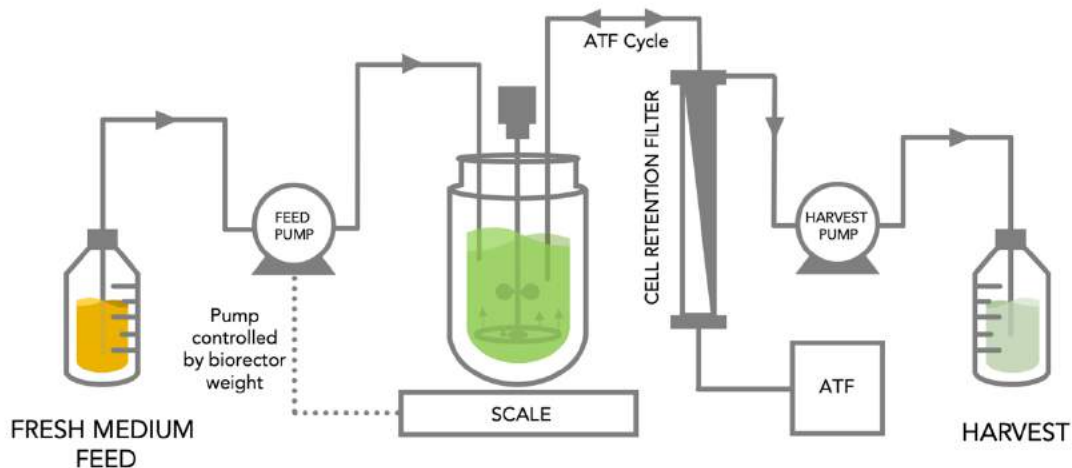 ATF Cycle
CELL RETENTION FILTER
FEED
PUMP
HARVEST
PUMP
Pump
controlled
by biorector
weight
SCALE
ATF
FRESH MEDIUM
FEED
HARVEST